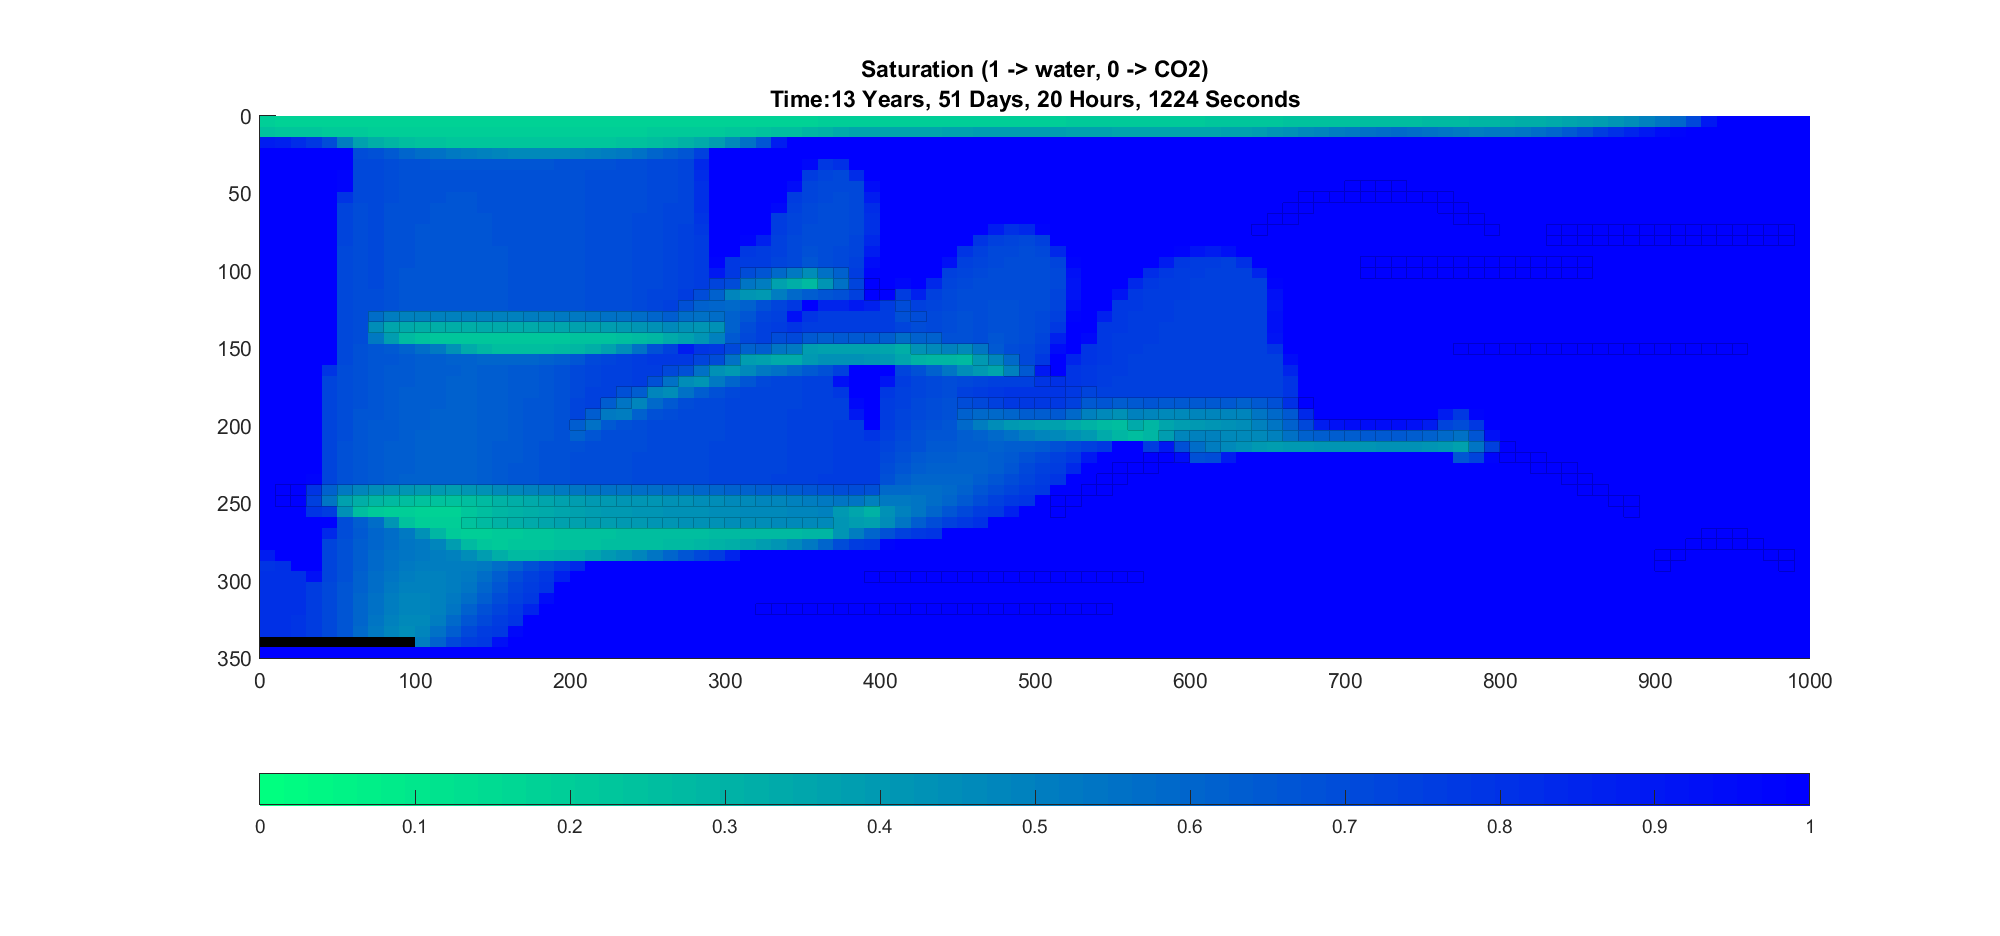 Saturation (1 -> water, 0 -> CO2)
Time:13 Years, 51 Days, 20 Hours, 1224 Seconds
0
50
100
150
200
250
300
350
0 100 200 300 400 500 600 700 800 900 1000
0 0.1 0.2 0.3 0.4 0.5 0.6 0.7 0.8 0.9 1